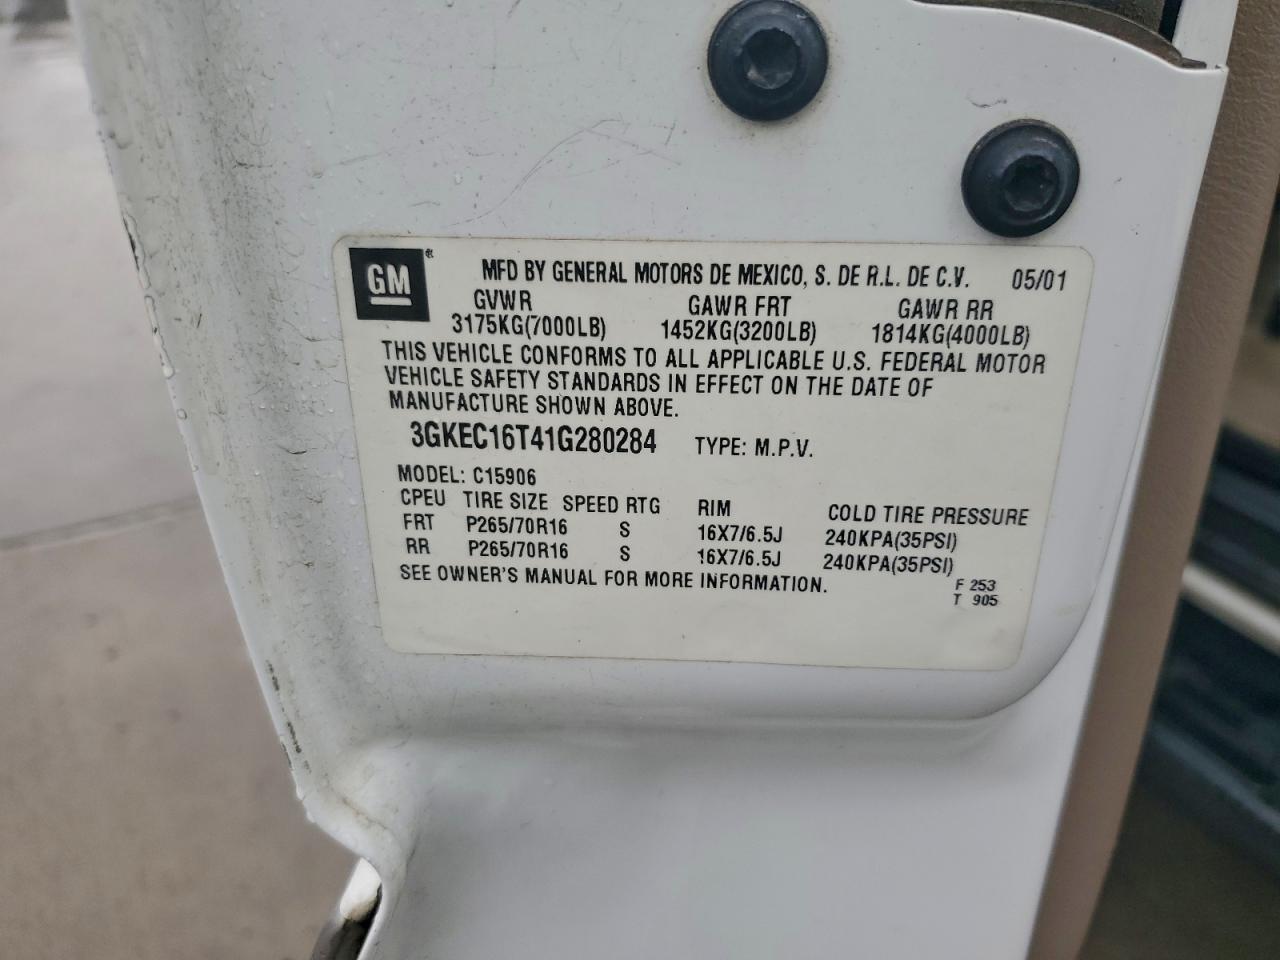 GM®
MFD BY GENERAL MOTORS DE MEXICO, S. DE R.L. DE C.V. 05/01
GVWR GAWR FRT GAWR RR
3175KG(7000LB) 1452KG(3200LB) 1814KG(4000LB)
THIS VEHICLE CONFORMS TO ALL APPLICABLE U.S. FEDERAL MOTOR
VEHICLE SAFETY STANDARDS IN EFFECT ON THE DATE OF
MANUFACTURE SHOWN ABOVE.
3GKEC16T41G280284 TYPE: M.P.V.
MODEL: C15906
CPEU TIRE SIZE SPEED RTG RIM COLD TIRE PRESSURE
FRT P265/70R16 S 16X7/6.5J 240KPA(35PSI)
RR P265/70R16 S 16X7/6.5J 240KPA(35PSI)
SEE OWNER'S MANUAL FOR MORE INFORMATION.
F 253
T 905